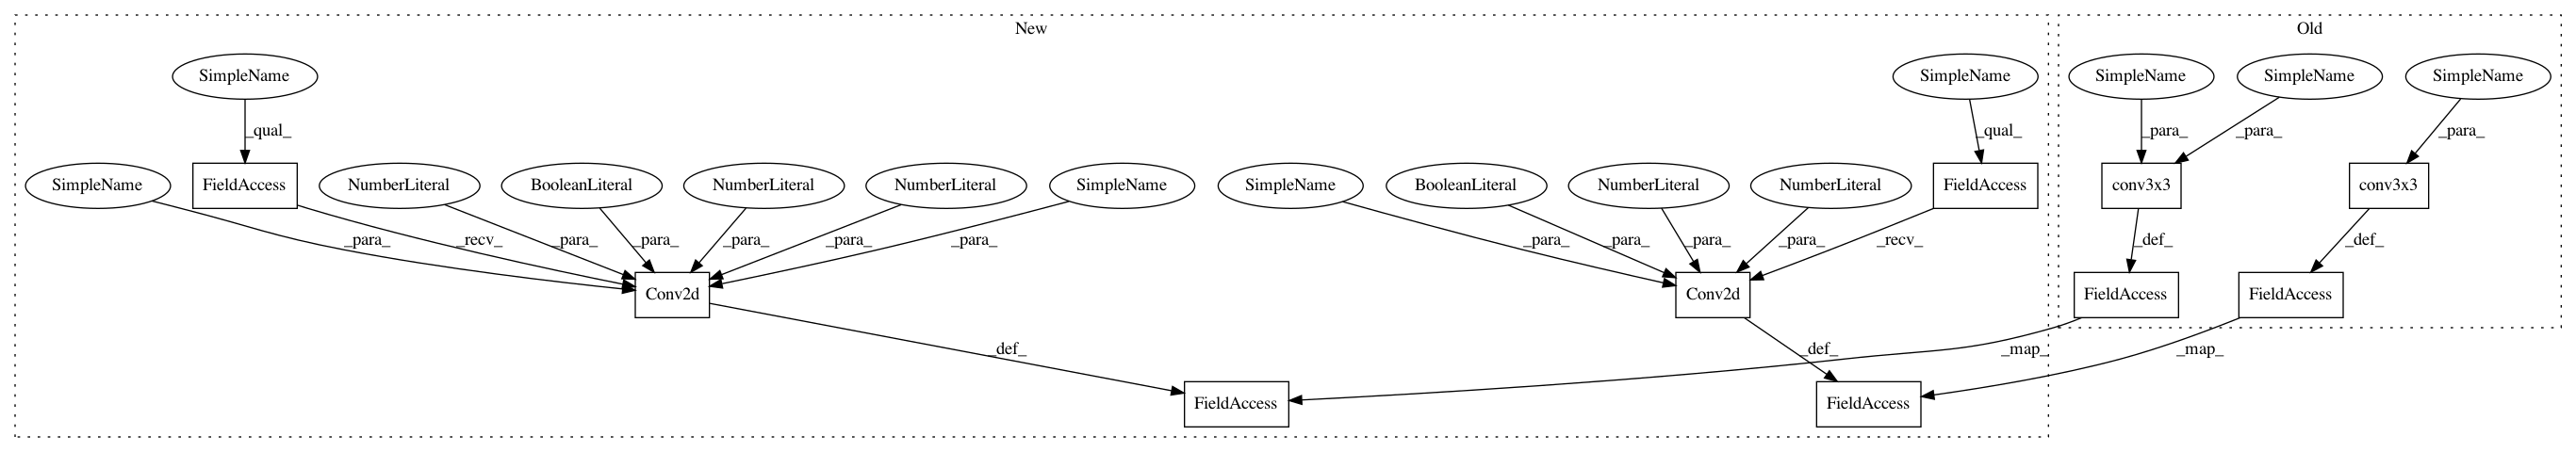 New
Old
SimpleName
SimpleName
SimpleName
SimpleName
SimpleName
_qual_
_qual_
_para_
_para_
_para_
SimpleName
FieldAccess
NumberLiteral
BooleanLiteral
NumberLiteral
NumberLiteral
SimpleName
SimpleName
BooleanLiteral
NumberLiteral
NumberLiteral
FieldAccess
conv3x3
conv3x3
_para_
_recv_
_para_
_para_
_para_
_para_
_para_
_para_
_para_
_para_
_para_
_recv_
_def_
_def_
Conv2d
Conv2d
FieldAccess
FieldAccess
_def_
_def_
_map_
_map_
FieldAccess
FieldAccess